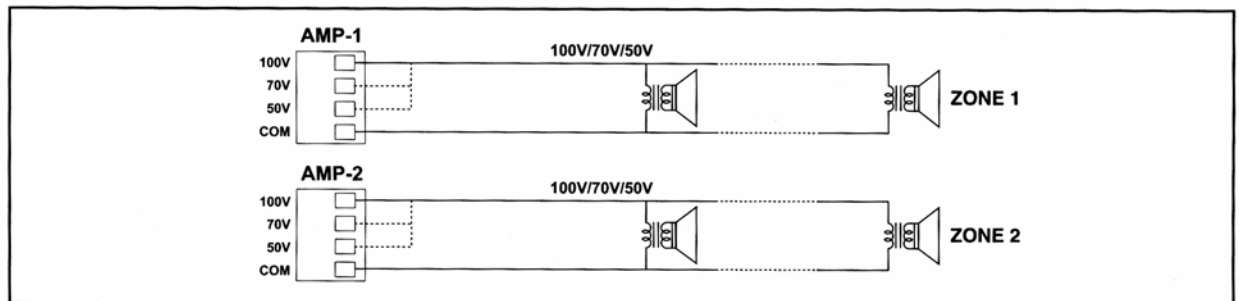 AMP-1
100V/70V/50V
100V
70V
50V
COM
ZONE 1
AMP-2
100V/70V/50V
100V
70V
50V
COM
ZONE 2